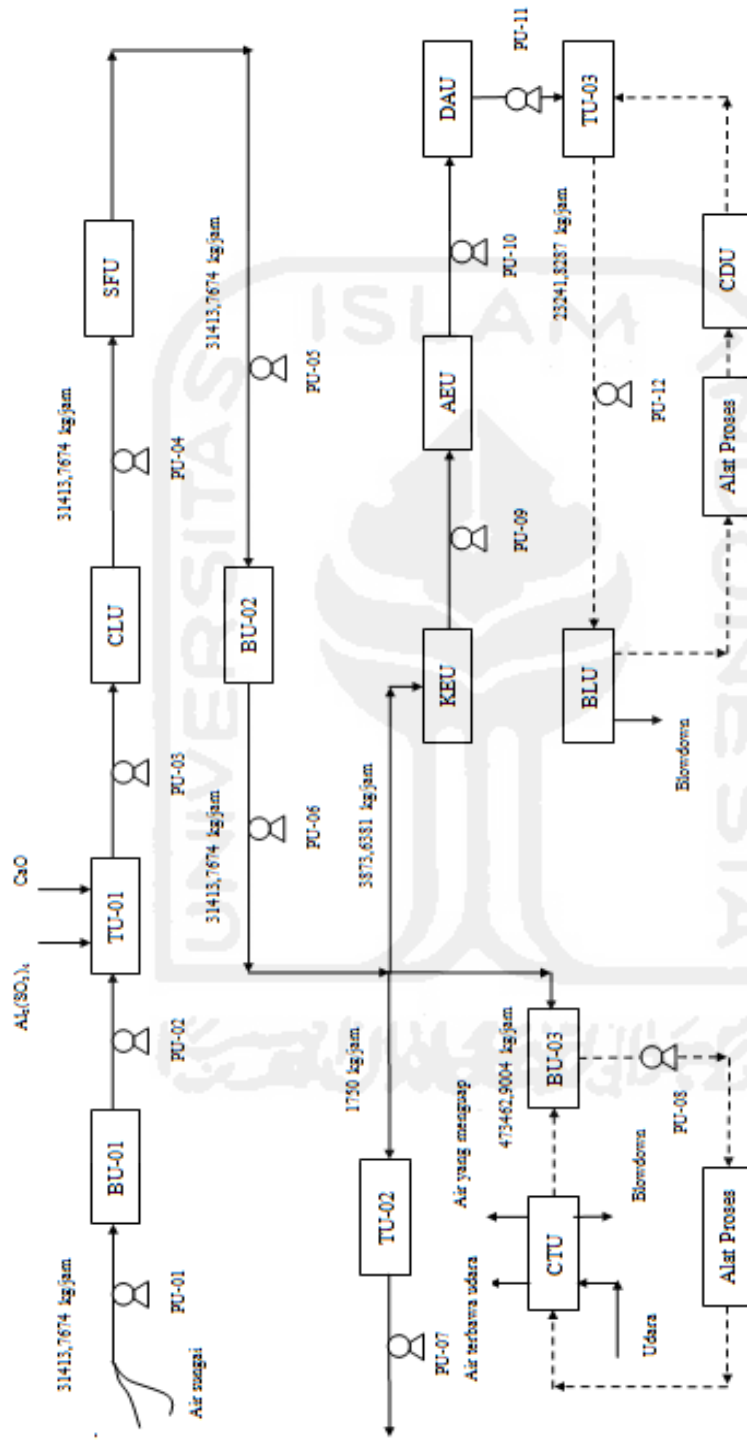 31413,7674 kg/jam
Air sungai
PU-01
BU-01
PU-02
Al₂(SO₄)₃
CaO
TU-01
PU-03
CLU
PU-04
31413,7674 kg/jam
SFU
31413,7674 kg/jam
PU-05
BU-02
31413,7674 kg/jam
PU-06
1750 kg/jam
TU-02
PU-07
3873,6381 kg/jam
KEU
PU-09
AEU
PU-10
DAU
PU-11
TU-03
23241,8287 kg/jam
PU-12
BLU
Blowdown
Alat Proses
CDU
Air terbawa udara
Air yang menguap
473462,9004 kg/jam
BU-03
CTU
Udara
Blowdown
PU-08
Alat Proses
UNIVERSITAS
ISLAM
INDONESIA